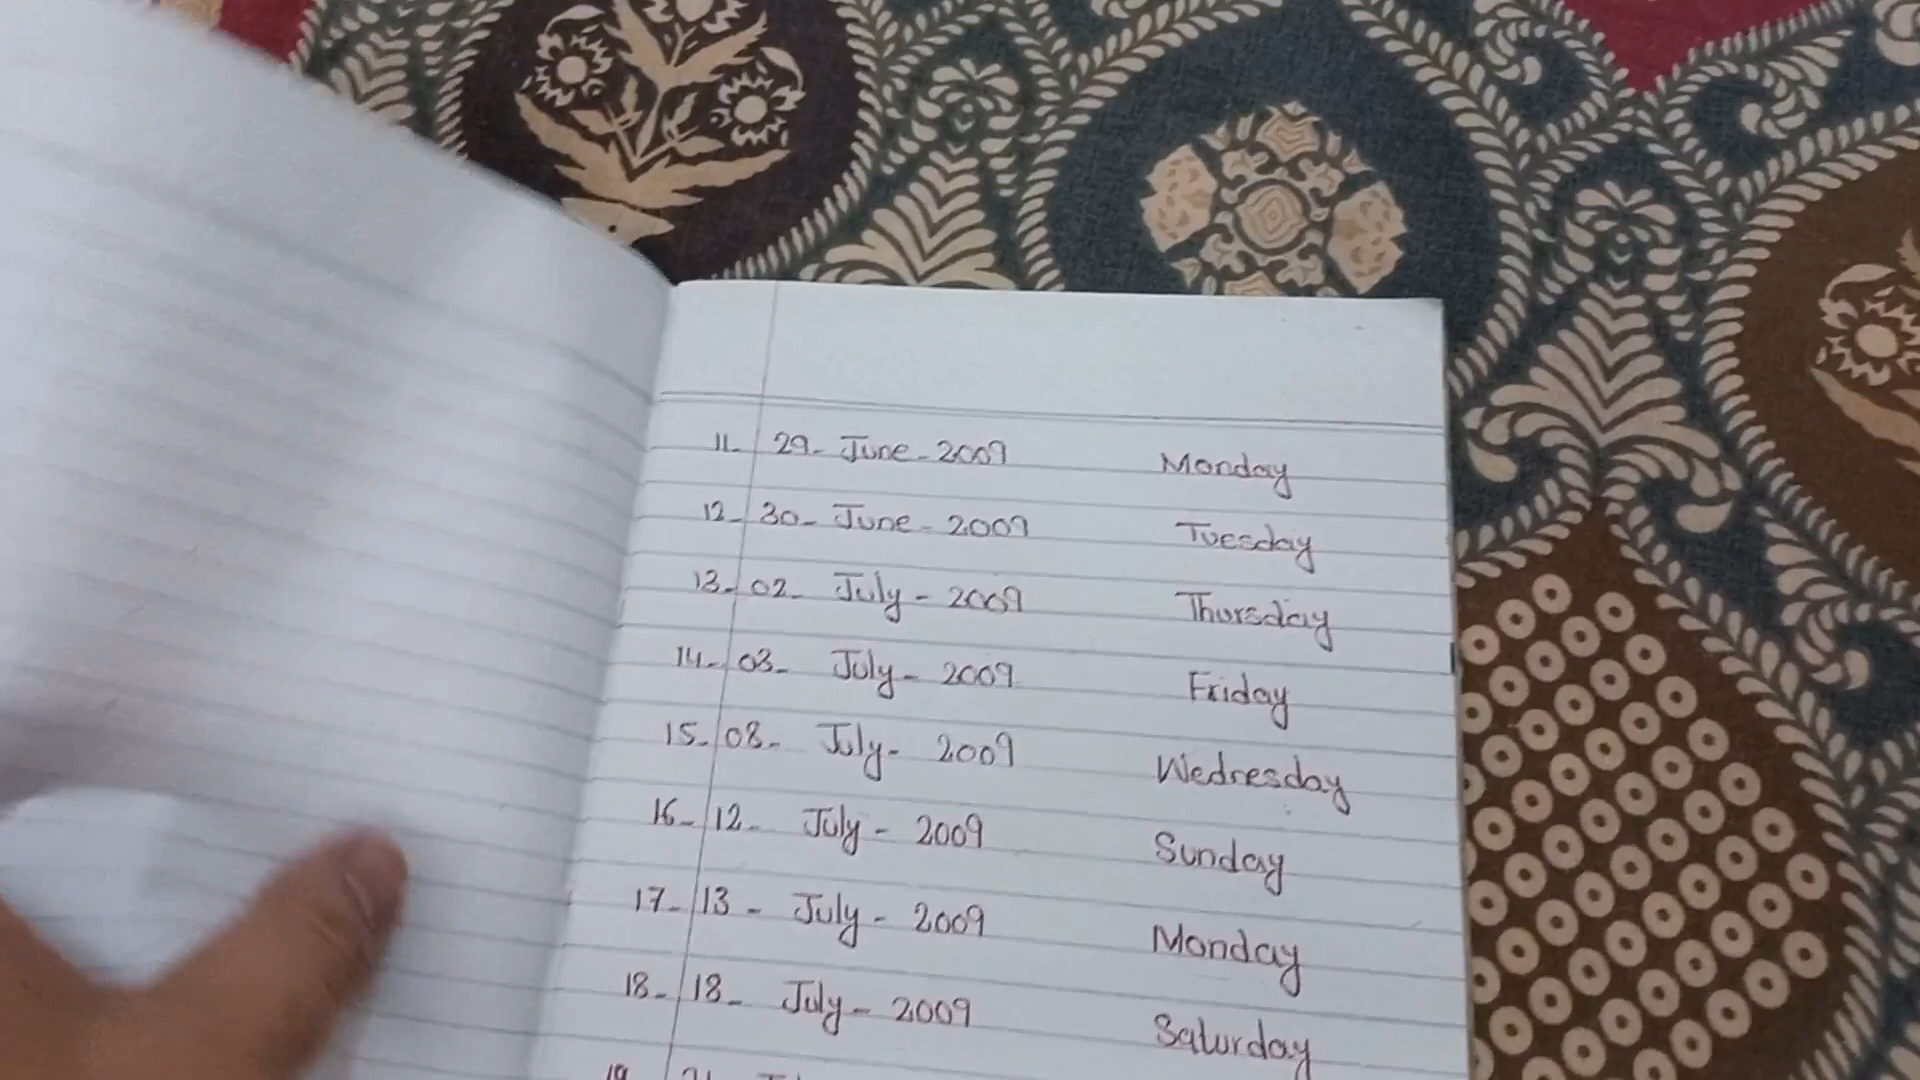 11- 29- June - 2009 Monday
12- 30- June - 2009 Tuesday
13- 02- July - 2009 Thursday
14- 03- July - 2009 Friday
15- 08- July - 2009 Wednesday
16- 12- July - 2009 Sunday
17- 13- July - 2009 Monday
18- 18- July - 2009 Saturday
19